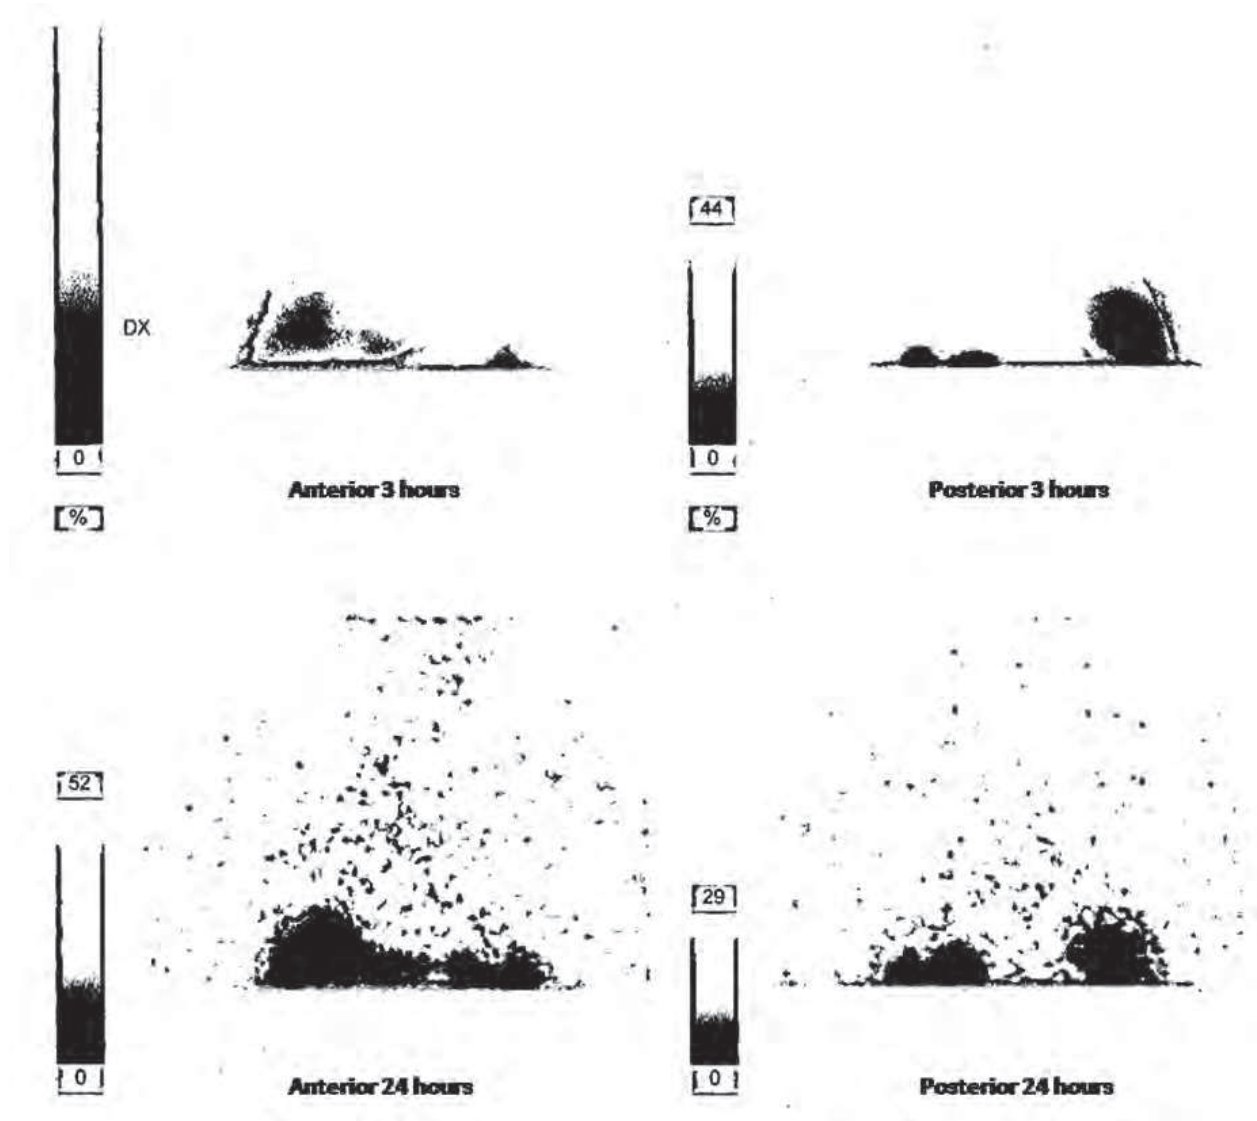 DX
0
%
Anterior 3 hours
44
0
%
Posterior 3 hours
52
0
Anterior 24 hours
29
0
Posterior 24 hours